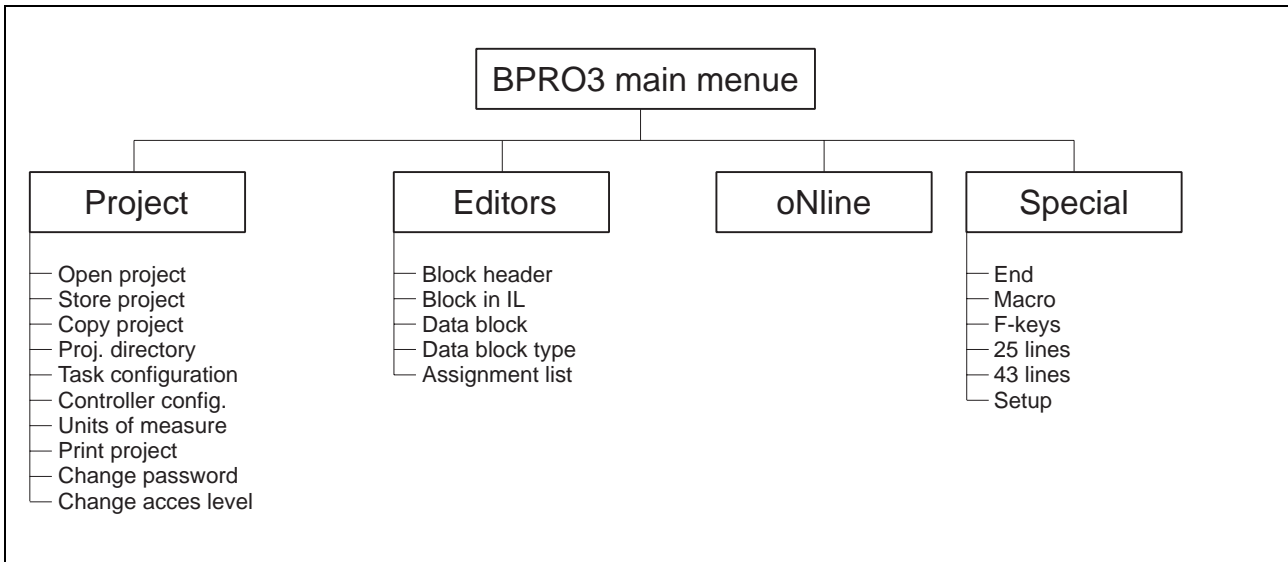 BPRO3 main menue
Project
Open project
Store project
Copy project
Proj. directory
Task configuration
Controller config.
Units of measure
Print project
Change password
Change acces level
Editors
Block header
Block in IL
Data block
Data block type
Assignment list
oNline
Special
End
Macro
F-keys
25 lines
43 lines
Setup